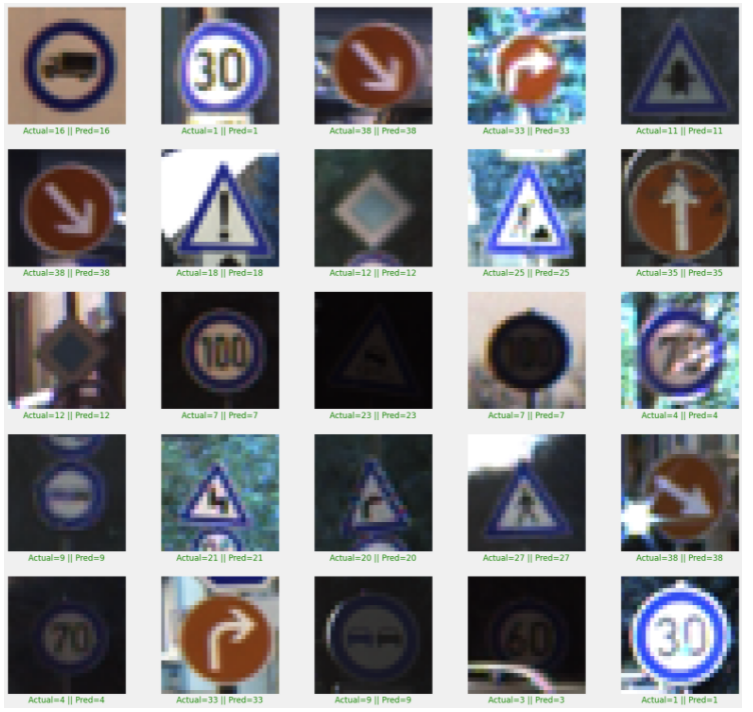 30
Actual=16 || Pred=16
Actual=1 || Pred=1
Actual=38 || Pred=38
Actual=33 || Pred=33
Actual=11 || Pred=11
Actual=38 || Pred=38
Actual=18 || Pred=18
Actual=12 || Pred=12
Actual=25 || Pred=25
Actual=35 || Pred=35
100
100
70
Actual=12 || Pred=12
Actual=7 || Pred=7
Actual=23 || Pred=23
Actual=7 || Pred=7
Actual=4 || Pred=4
Actual=9 || Pred=9
Actual=21 || Pred=21
Actual=20 || Pred=20
Actual=27 || Pred=27
Actual=38 || Pred=38
70
60
30
Actual=4 || Pred=4
Actual=33 || Pred=33
Actual=9 || Pred=9
Actual=3 || Pred=3
Actual=1 || Pred=1